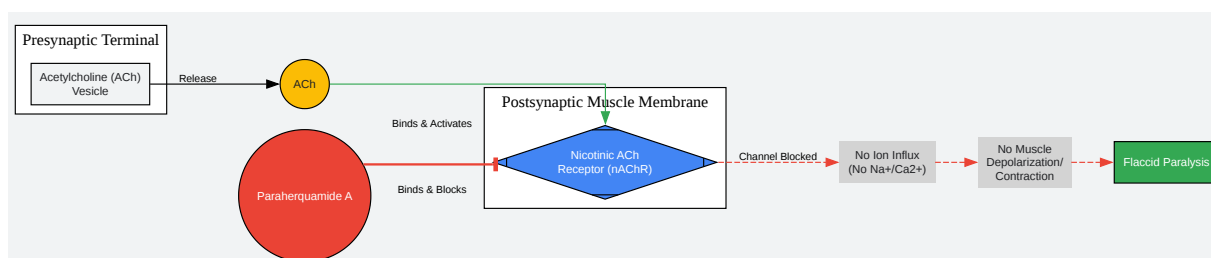 Presynaptic Terminal
Acetylcholine (ACh)
Vesicle
Release
ACh
Binds & Activates
Postsynaptic Muscle Membrane
Paraherquamide A
Binds & Blocks
Nicotinic ACh
Receptor (nAChR)
Channel Blocked
No Ion Influx
(No Na+/Ca2+)
No Muscle
Depolarization/
Contraction
Flaccid Paralysis